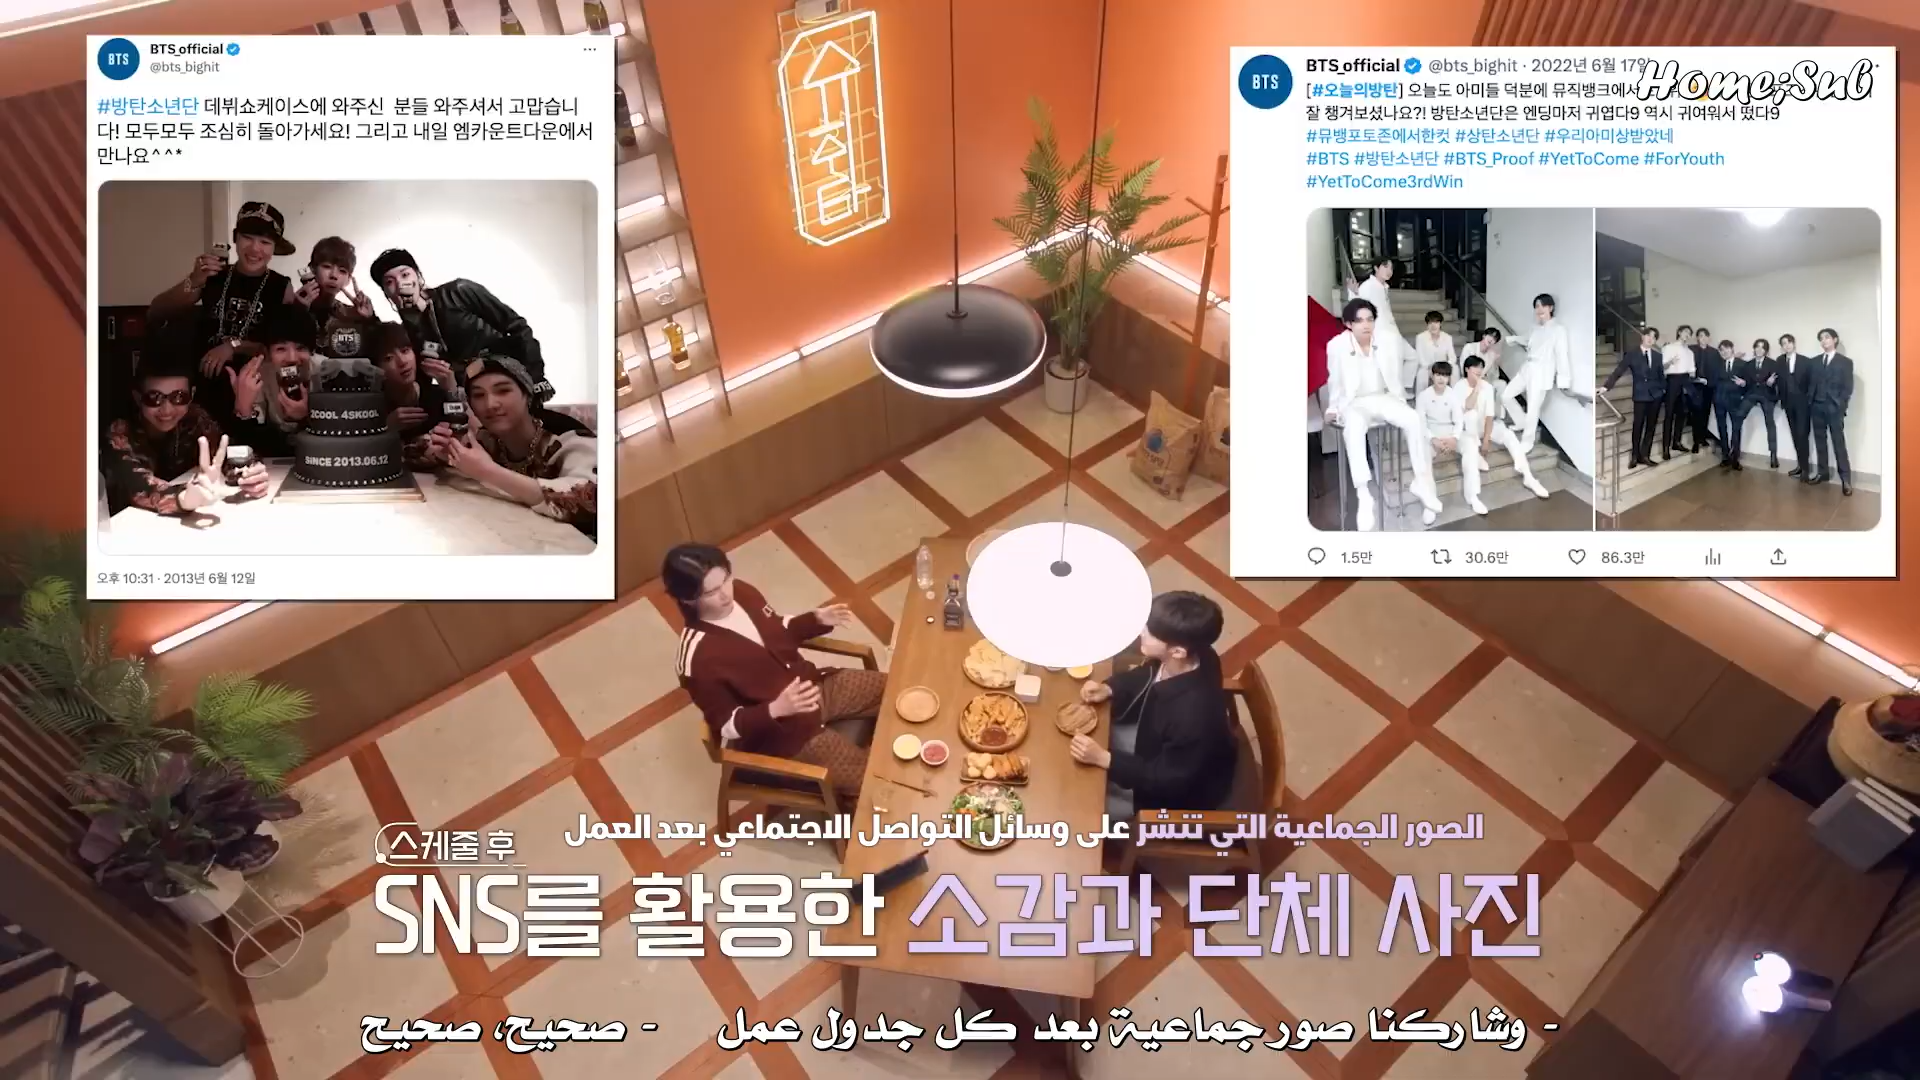 BTS_official
@bts_bighit
#방탄소년단 데뷔쇼케이스에 와주신 분들 와주셔서 고맙습니
다! 모두모두 조심히 돌아가세요! 그리고 내일 엠카운트다운에서
만나요^^*
BTS
2COOL 4SKOOL
SINCE 2013.06.12
오후 10:31 · 2013년 6월 12일
슈취타
BTS
BTS_official @bts_bighit · 2022년 6월 17일
Home;Sub
[#오늘의방탄] 오늘도 아미들 덕분에 뮤직뱅크에서
잘 챙겨보셨나요?! 방탄소년단은 엔딩마저 귀엽다9 역시 귀여워서 떴다9
#뮤뱅포토존에서한컷 #상탄소년단 #우리아미상받았네
#BTS #방탄소년단 #BTS_Proof #YetToCome #ForYouth
#YetToCome3rdWin
1.5만 30.6만 86.3만
الصور الجماعية التي تنشر على وسائل التواصل الاجتماعي بعد العمل
스케줄 후
SNS를 활용한 소감과 단체 사진
- وشاركنا صور جماعية بعد كل جدول عمل - صحيح، صحيح